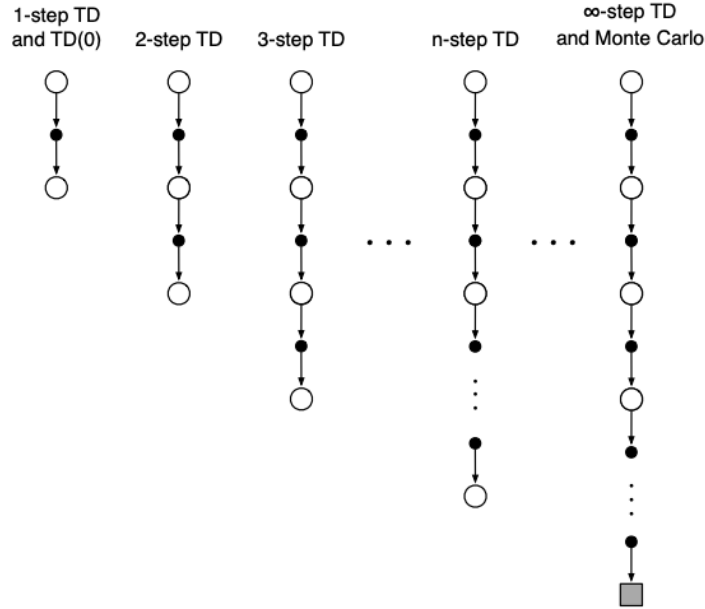 1-step TD
and TD(0)
2-step TD
3-step TD
n-step TD
∞-step TD
and Monte Carlo